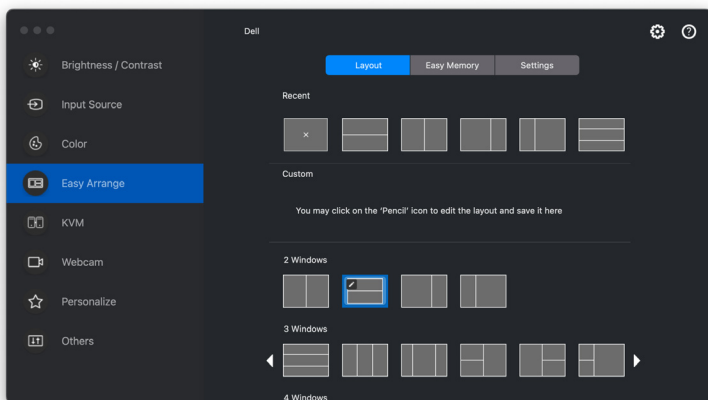 Dell
Brightness / Contrast
Input Source
Color
Easy Arrange
KVM
Webcam
Personalize
Others
Layout
Easy Memory
Settings
Recent
Custom
You may click on the 'Pencil' icon to edit the layout and save it here
2 Windows
3 Windows
4 Windows